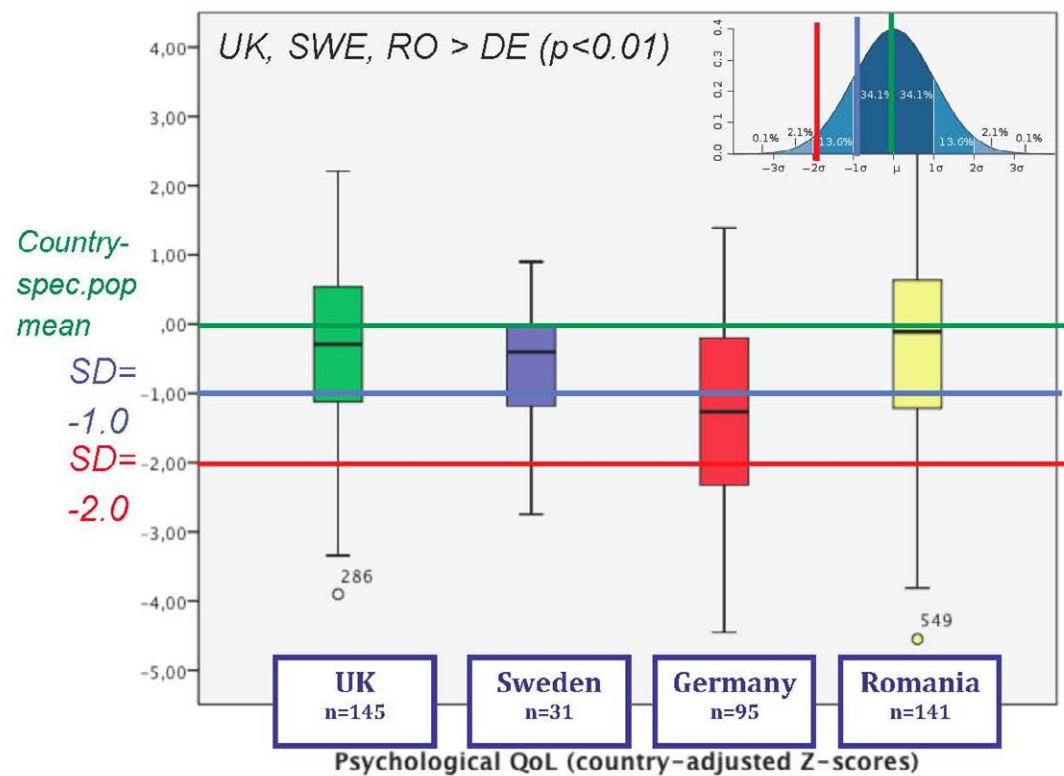 UK, SWE, RO > DE (p<0.01)
4,00
3,00
2,00
1,00
,00
-1,00
-2,00
-3,00
-4,00
-5,00
Country-
spec.pop
mean
SD=
-1.0
SD=
-2.0
0.4
0.3
0.2
0.1
0.0
0.1%
2.1%
13.6%
34.1%
34.1%
13.6%
2.1%
0.1%
−3σ
−2σ
−1σ
μ
1σ
2σ
3σ
286
549
UK
n=145
Sweden
n=31
Germany
n=95
Romania
n=141
Psychological QoL (country-adjusted Z-scores)